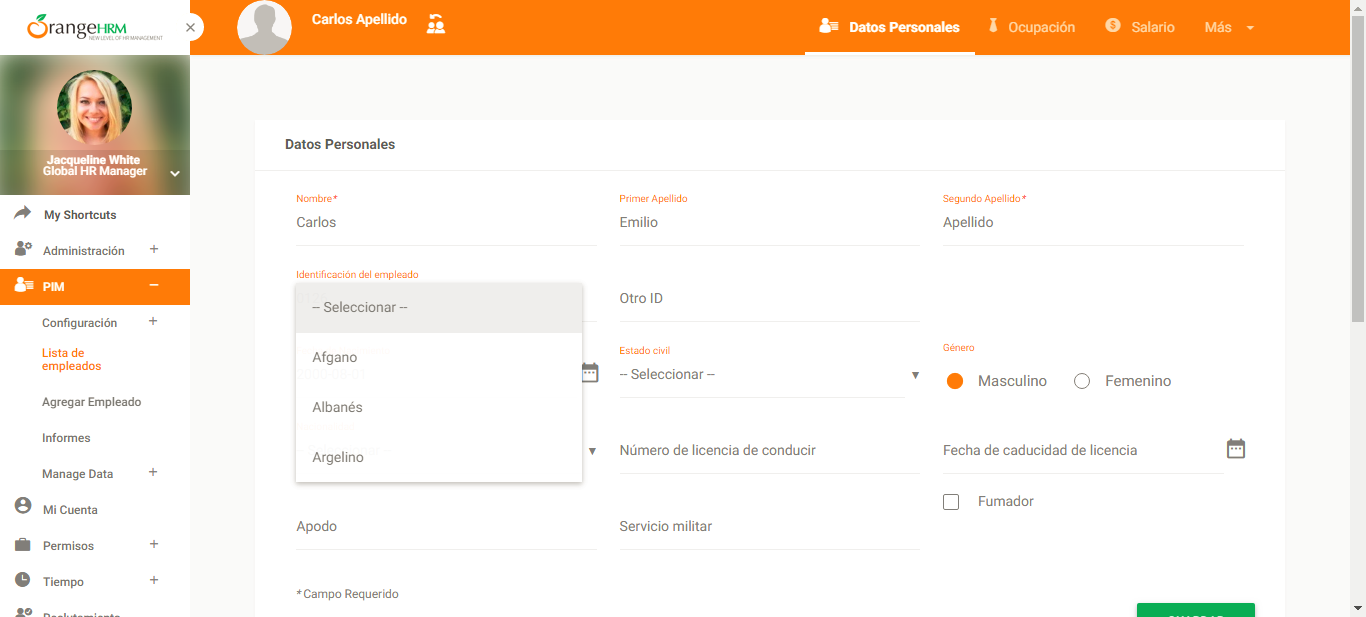 OrangeHRM
NEW LEVEL OF HR MANAGEMENT
Carlos Apellido
Datos Personales
Ocupación
Salario
Más
Jacqueline White
Global HR Manager
My Shortcuts
Administración
PIM
Configuración
Lista de
empleados
Agregar Empleado
Informes
Manage Data
Mi Cuenta
Permisos
Tiempo
Datos Personales
Nombre* Primer Apellido Segundo Apellido*
Carlos Emilio Apellido
Identificación del empleado
-- Seleccionar -- Otro ID
Afgano
Albanés
Argelino
Estado civil Género
-- Seleccionar -- Masculino Femenino
Número de licencia de conducir Fecha de caducidad de licencia
Fumador
Apodo Servicio militar
* Campo Requerido